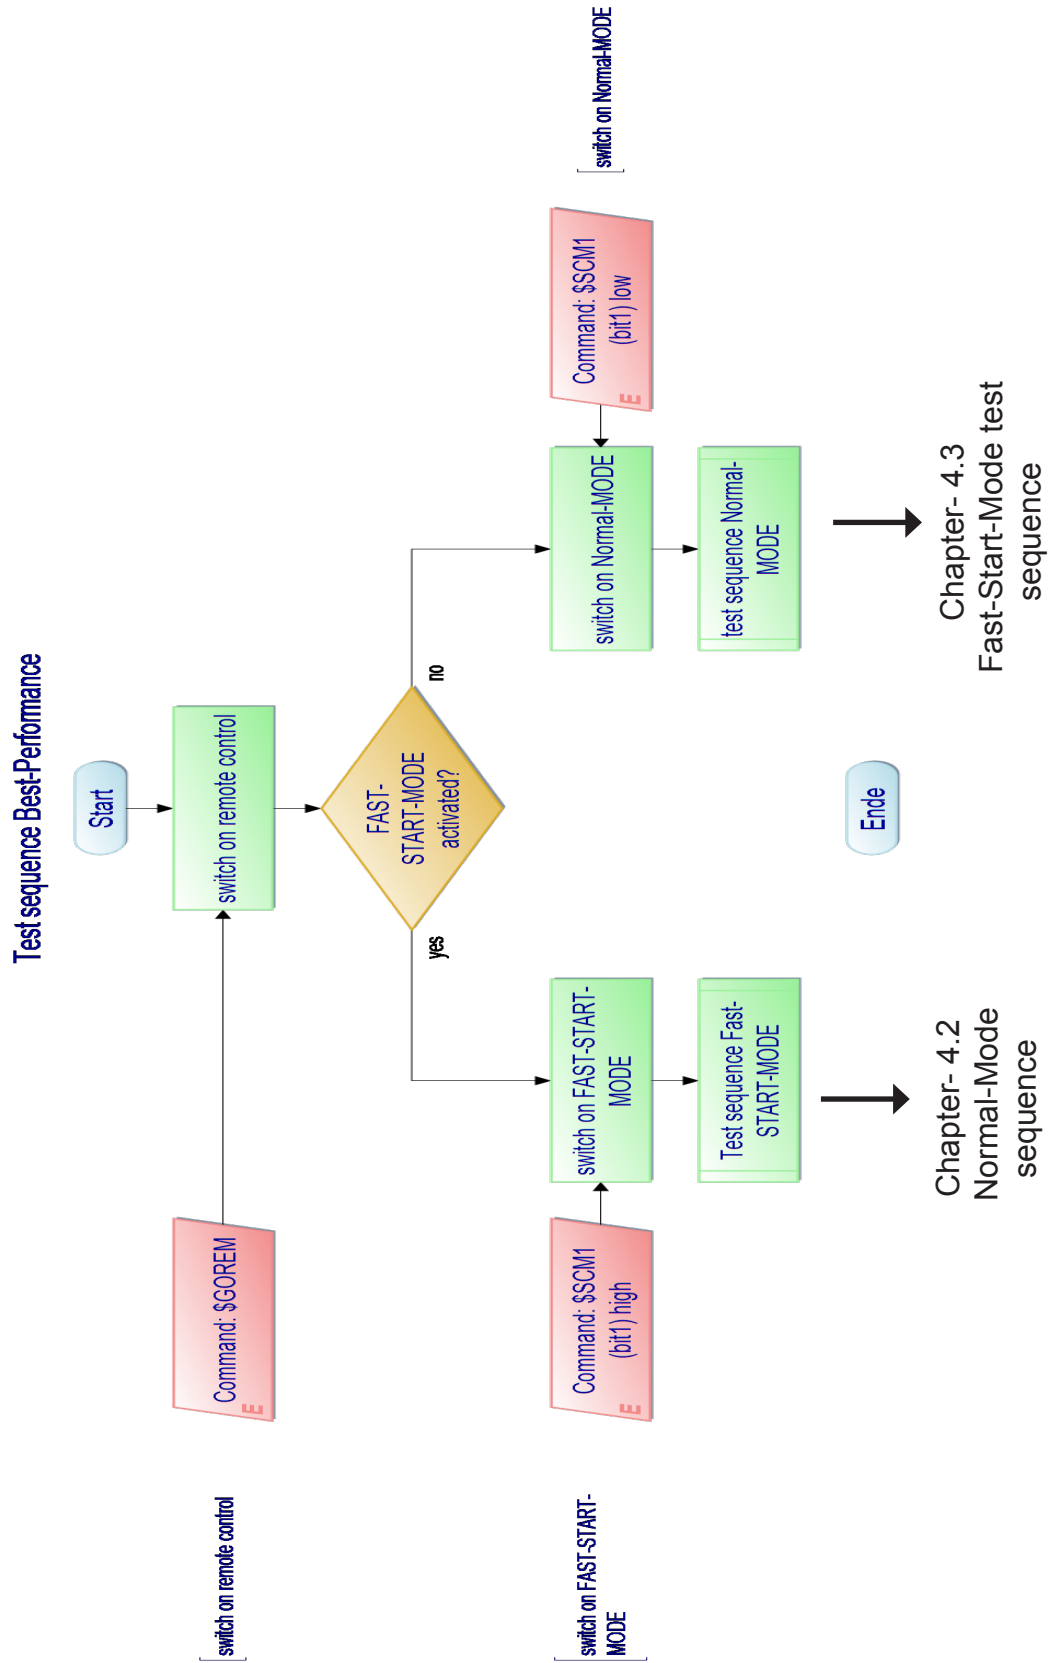 Test sequence Best-Performance
Start
switch on remote control
Command: $GOREM
E
switch on remote control
FAST-
START-MODE
activated?
yes
no
switch on FAST-START-
MODE
Command: $SCM1
(bit1) high
E
switch on FAST-START-
MODE
switch on Normal-MODE
Command: $SCM1
(bit1) low
E
switch on Normal-MODE
Test sequence Fast-
START-MODE
test sequence Normal-
MODE
Ende
Chapter- 4.2
Normal-Mode
sequence
Chapter- 4.3
Fast-Start-Mode test
sequence